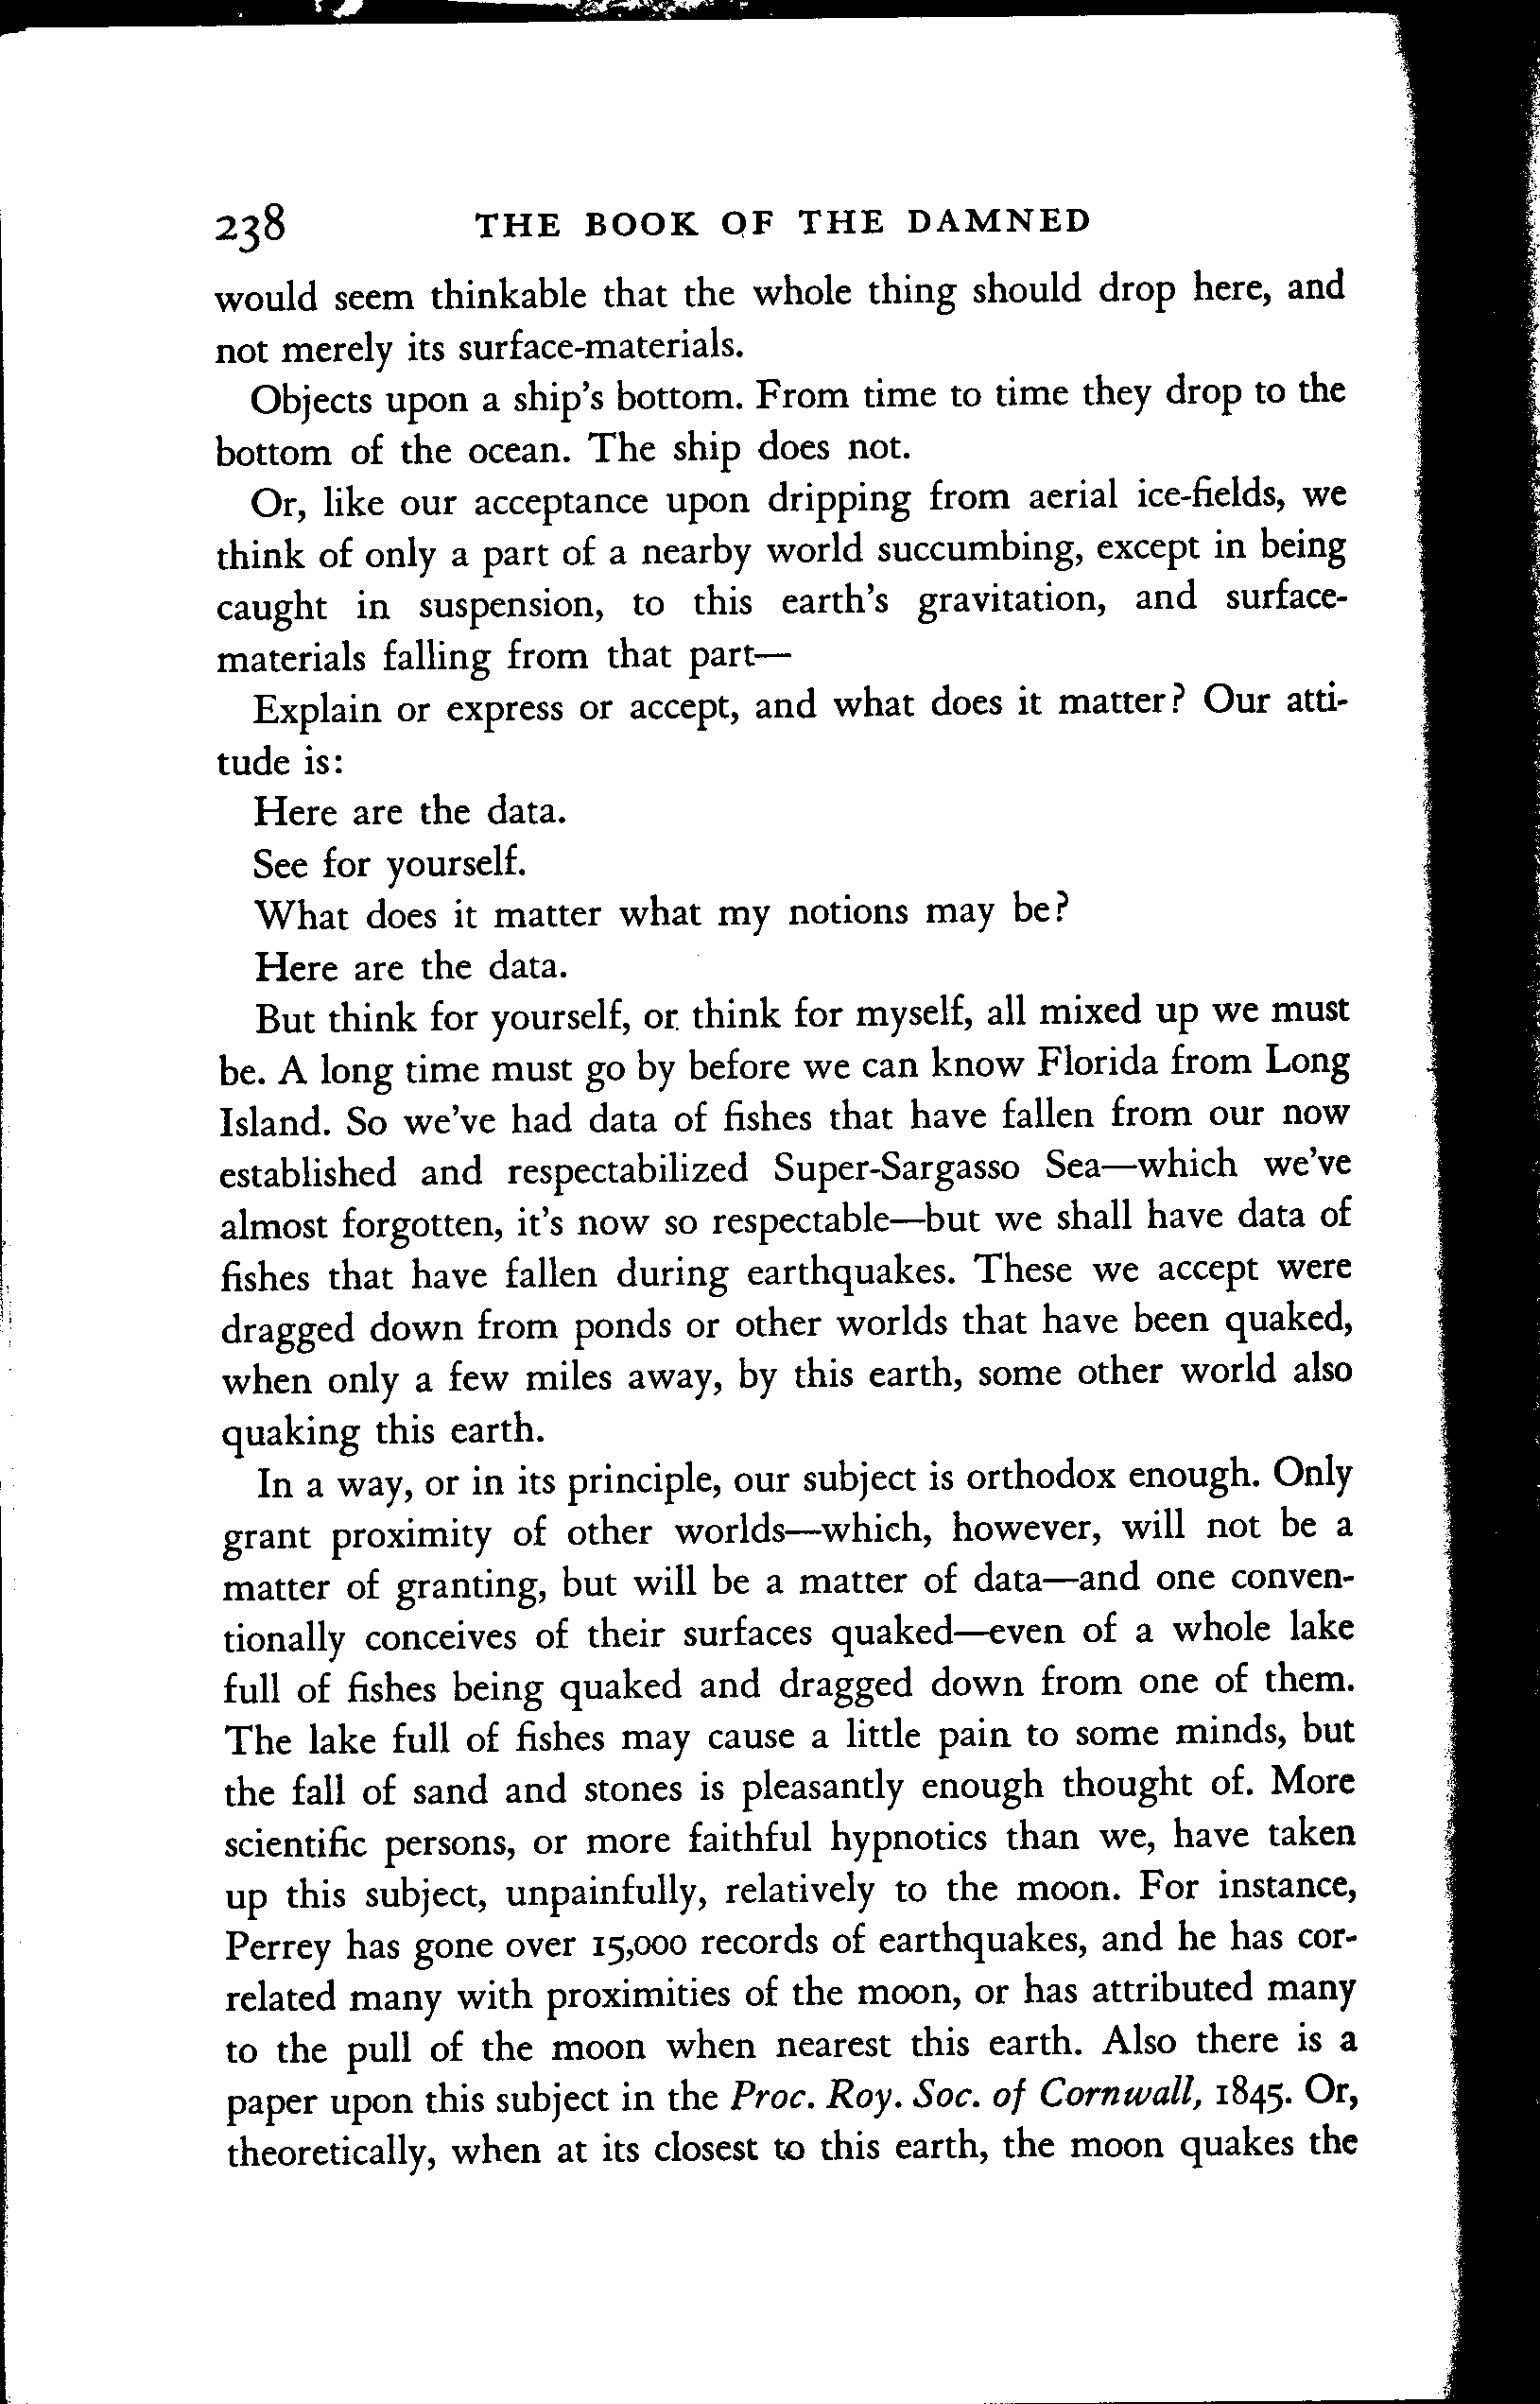 238 THE BOOK OF THE DAMNED
would seem thinkable that the whole thing should drop here, and
not merely its surface-materials.
Objects upon a ship's bottom. From time to time they drop to the
bottom of the ocean. The ship does not.
Or, like our acceptance upon dripping from aerial ice-fields, we
think of only a part of a nearby world succumbing, except in being
caught in suspension, to this earth's gravitation, and surface-
materials falling from that part—
Explain or express or accept, and what does it matter? Our atti-
tude is:
Here are the data.
See for yourself.
What does it matter what my notions may be?
Here are the data.
But think for yourself, or think for myself, all mixed up we must
be. A long time must go by before we can know Florida from Long
Island. So we've had data of fishes that have fallen from our now
established and respectabilized Super-Sargasso Sea—which we've
almost forgotten, it's now so respectable—but we shall have data of
fishes that have fallen during earthquakes. These we accept were
dragged down from ponds or other worlds that have been quaked,
when only a few miles away, by this earth, some other world also
quaking this earth.
In a way, or in its principle, our subject is orthodox enough. Only
grant proximity of other worlds—which, however, will not be a
matter of granting, but will be a matter of data—and one conven-
tionally conceives of their surfaces quaked—even of a whole lake
full of fishes being quaked and dragged down from one of them.
The lake full of fishes may cause a little pain to some minds, but
the fall of sand and stones is pleasantly enough thought of. More
scientific persons, or more faithful hypnotics than we, have taken
up this subject, unpainfully, relatively to the moon. For instance,
Perrey has gone over 15,000 records of earthquakes, and he has cor-
related many with proximities of the moon, or has attributed many
to the pull of the moon when nearest this earth. Also there is a
paper upon this subject in the Proc. Roy. Soc. of Cornwall, 1845. Or,
theoretically, when at its closest to this earth, the moon quakes the